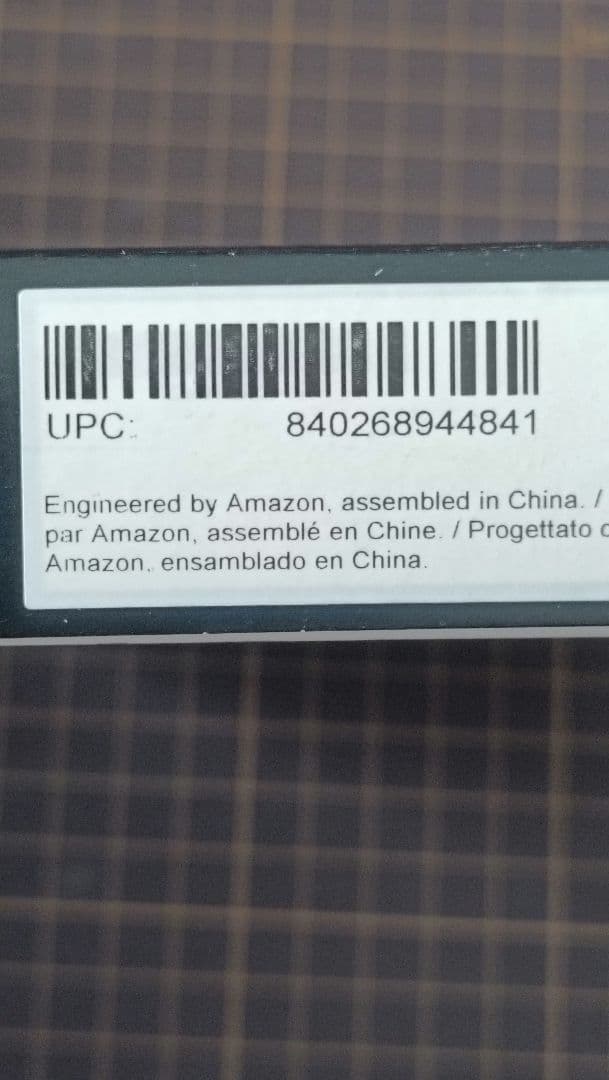 UPC: 840268944841
Engineered by Amazon, assembled in China. /
par Amazon, assemblé en Chine. / Progettato
Amazon, ensamblado en China.